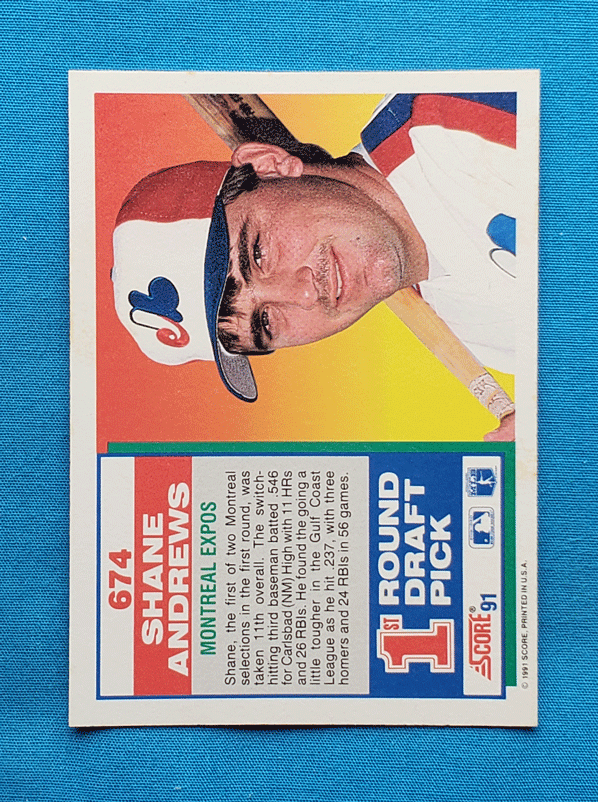 674
SHANE
ANDREWS
MONTREAL EXPOS
Shane, the first of two Montreal
selections in the first round, was
taken 11th overall. The switch-
hitting third baseman batted .546
for Carlsbad (NM) High with 11 HRs
and 26 RBIs. He found the going a
little tougher in the Gulf Coast
League as he hit .237, with three
homers and 24 RBIs in 56 games.
1ST ROUND
DRAFT
PICK
SCORE® 91
© 1991 SCORE. PRINTED IN U.S.A.